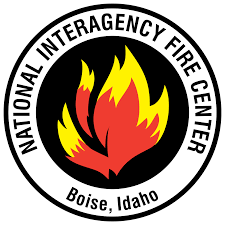 NATIONAL INTERAGENCY FIRE CENTER
Boise, Idaho